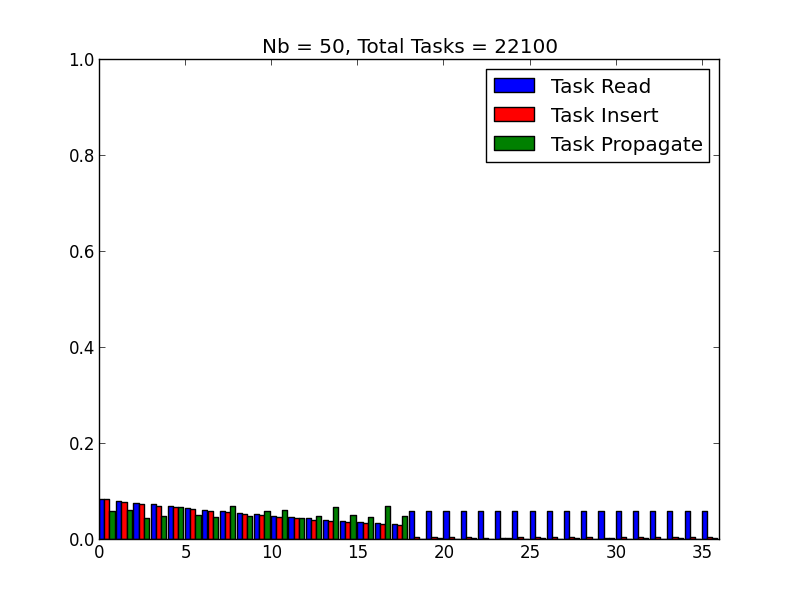 Nb = 50, Total Tasks = 22100
1.0
0.8
0.6
0.4
0.2
0.0
Task Read
Task Insert
Task Propagate
0 5 10 15 20 25 30 35